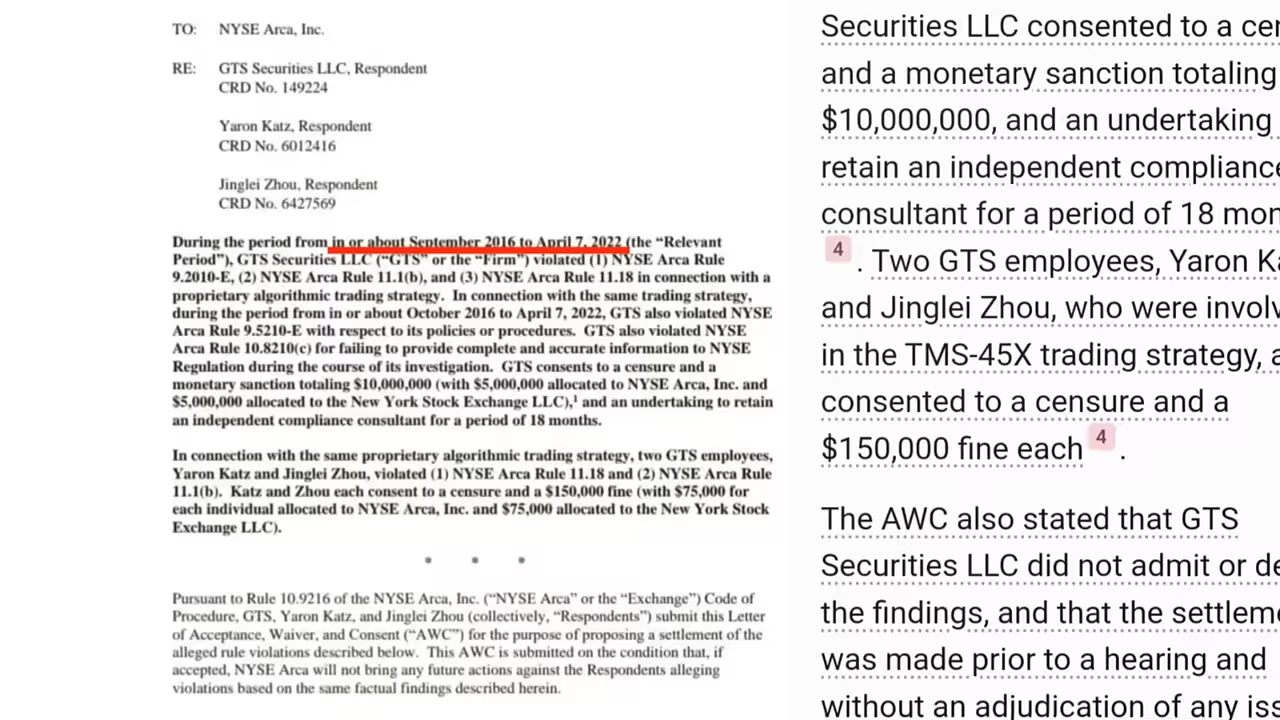 TO: NYSE Arca, Inc.
RE: GTS Securities LLC, Respondent
CRD No. 149224
Yaron Katz, Respondent
CRD No. 6012416
Jinglei Zhou, Respondent
CRD No. 6427569
During the period from in or about September 2016 to April 7, 2022 (the “Relevant
Period”), GTS Securities LLC (“GTS” or the “Firm”) violated (1) NYSE Arca Rule
9.2010-E, (2) NYSE Arca Rule 11.1(b), and (3) NYSE Arca Rule 11.18 in connection with a
proprietary algorithmic trading strategy. In connection with the same trading strategy,
during the period from in or about October 2016 to April 7, 2022, GTS also violated NYSE
Arca Rule 9.5210-E with respect to its policies or procedures. GTS also violated NYSE
Arca Rule 10.8210(c) for failing to provide complete and accurate information to NYSE
Regulation during the course of its investigation. GTS consents to a censure and a
monetary sanction totaling $10,000,000 (with $5,000,000 allocated to NYSE Arca, Inc. and
$5,000,000 allocated to the New York Stock Exchange LLC),¹ and an undertaking to retain
an independent compliance consultant for a period of 18 months.
In connection with the same proprietary algorithmic trading strategy, two GTS employees,
Yaron Katz and Jinglei Zhou, violated (1) NYSE Arca Rule 11.18 and (2) NYSE Arca Rule
11.1(b). Katz and Zhou each consent to a censure and a $150,000 fine (with $75,000 for
each individual allocated to NYSE Arca, Inc. and $75,000 allocated to the New York Stock
Exchange LLC).
• • •
Pursuant to Rule 10.9216 of the NYSE Arca, Inc. (“NYSE Arca” or the “Exchange”) Code of
Procedure, GTS, Yaron Katz, and Jinglei Zhou (collectively, “Respondents”) submit this Letter
of Acceptance, Waiver, and Consent (“AWC”) for the purpose of proposing a settlement of the
alleged rule violations described below. This AWC is submitted on the condition that, if
accepted, NYSE Arca will not bring any future actions against the Respondents alleging
violations based on the same factual findings described herein.
Securities LLC consented to a cen
and a monetary sanction totaling
$10,000,000, and an undertaking
retain an independent compliance
consultant for a period of 18 mon
4 . Two GTS employees, Yaron Ka
and Jinglei Zhou, who were involv
in the TMS-45X trading strategy, a
consented to a censure and a
$150,000 fine each 4 .
The AWC also stated that GTS
Securities LLC did not admit or de
the findings, and that the settleme
was made prior to a hearing and
without an adjudication of any iss